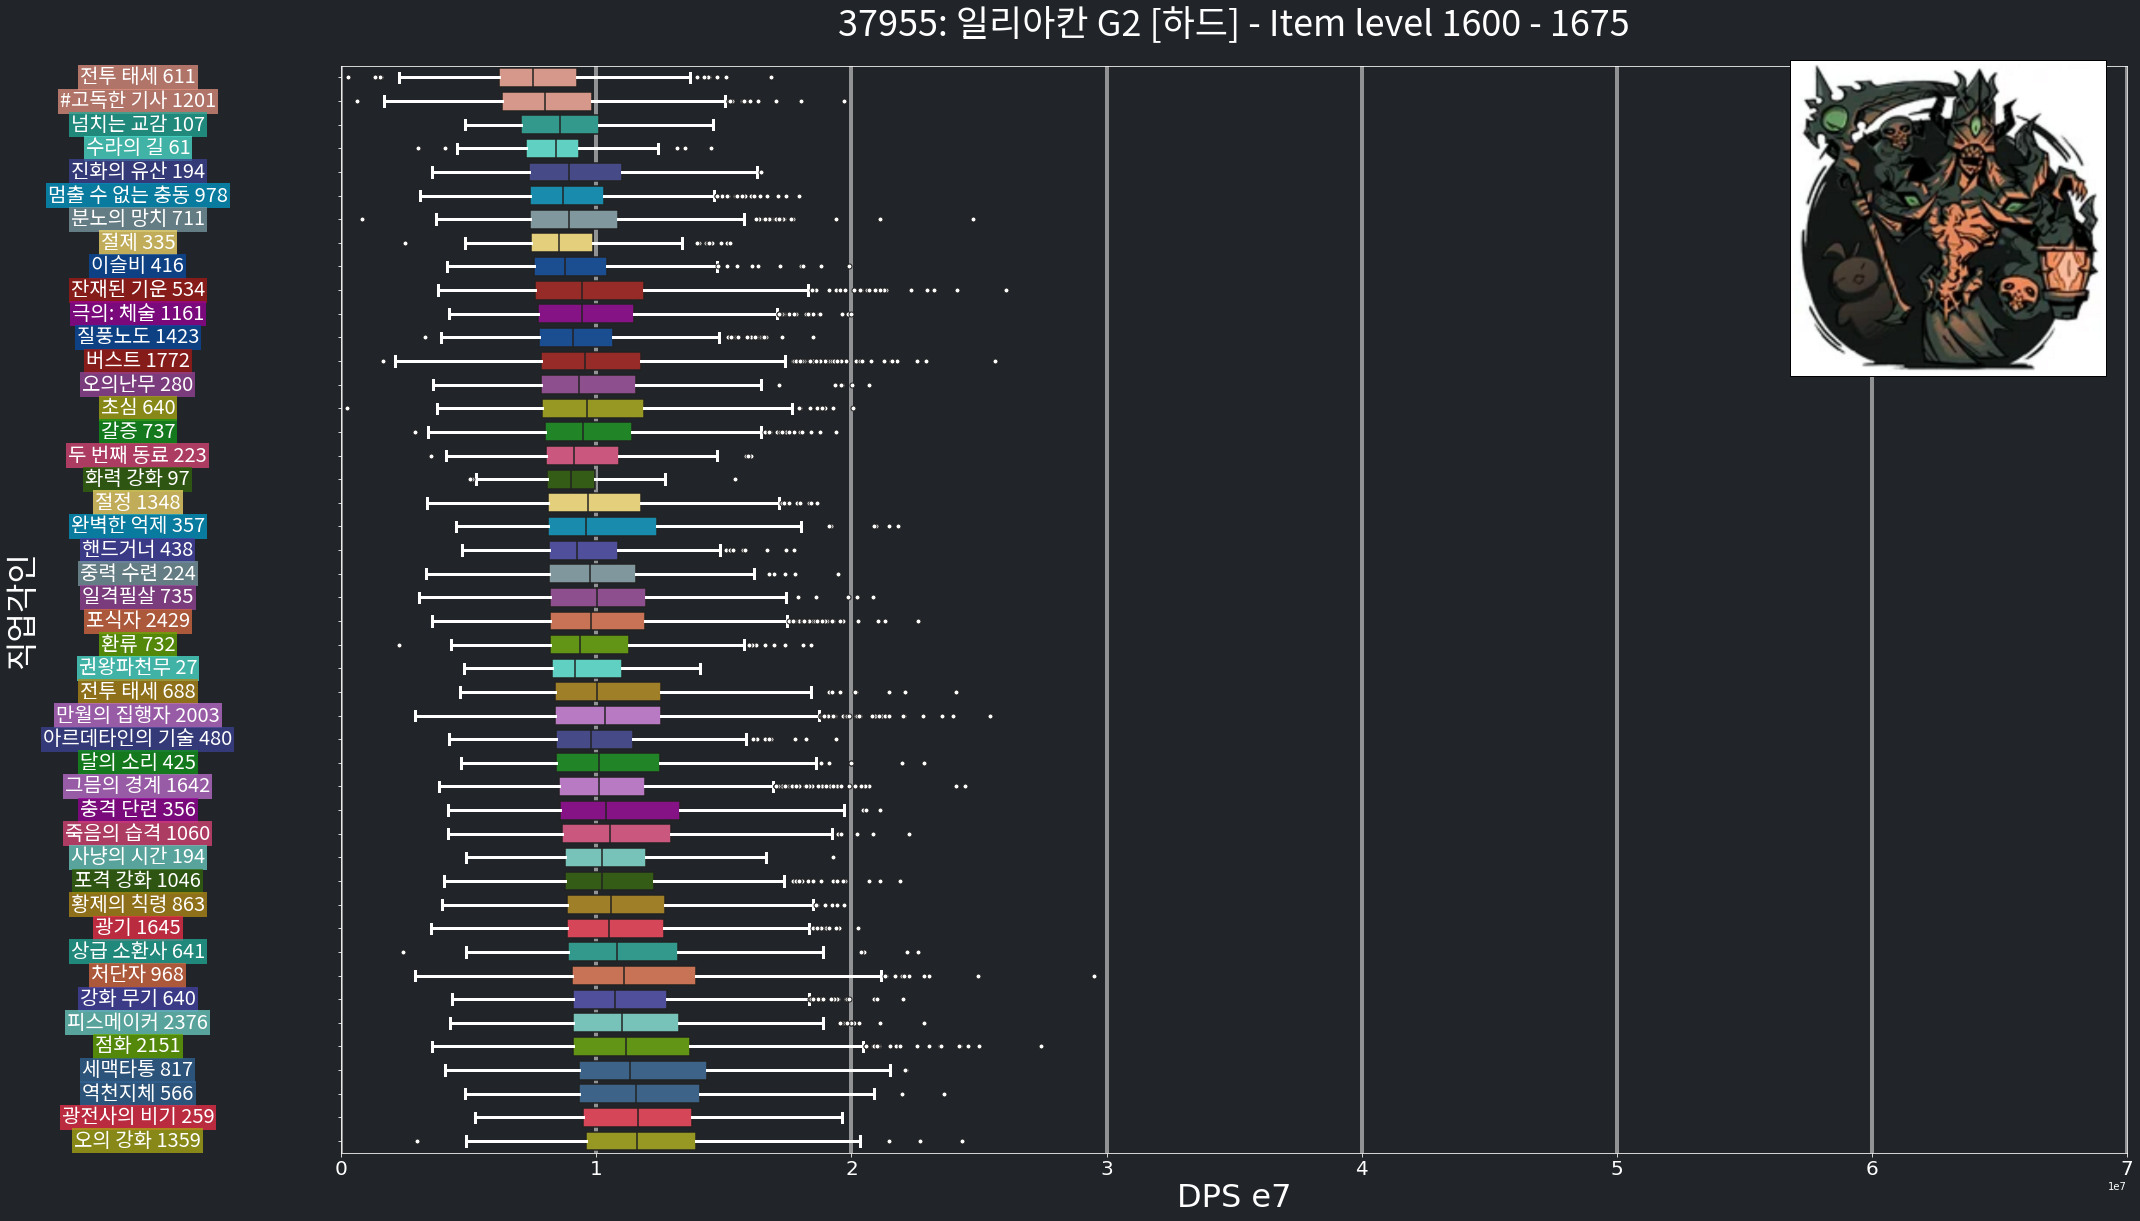 37955: 일리아칸 G2 [하드] - Item level 1600 - 1675
직업각인
전투 태세 611
#고독한 기사 1201
넘치는 교감 107
수라의 길 61
진화의 유산 194
멈출 수 없는 충동 978
분노의 망치 711
절제 335
이슬비 416
잔재된 기운 534
극의: 체술 1161
질풍노도 1423
버스트 1772
오의난무 280
초심 640
갈증 737
두 번째 동료 223
화력 강화 97
절정 1348
완벽한 억제 357
핸드거너 438
중력 수련 224
일격필살 735
포식자 2429
환류 732
권왕파천무 27
전투 태세 688
만월의 집행자 2003
아르데타인의 기술 480
달의 소리 425
그믐의 경계 1642
충격 단련 356
죽음의 습격 1060
사냥의 시간 194
포격 강화 1046
황제의 칙령 863
광기 1645
상급 소환사 641
처단자 968
강화 무기 640
피스메이커 2376
점화 2151
세맥타통 817
역천지체 566
광전사의 비기 259
오의 강화 1359
0 1 2 3 4 5 6 7
1e7
DPS e7